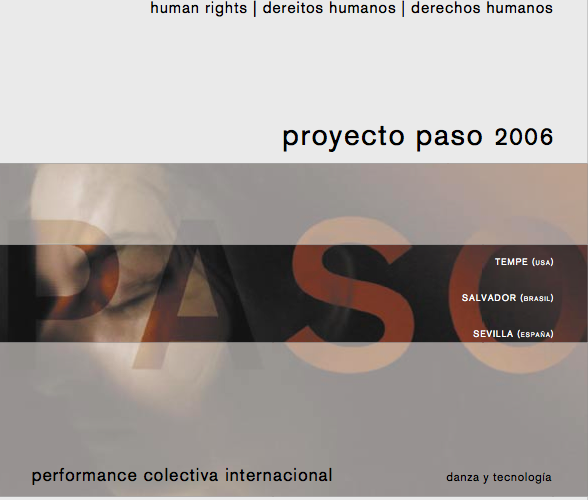 human rights | dereitos humanos | derechos humanos
proyecto paso 2006
PASO
TEMPE (USA)
SALVADOR (BRASIL)
SEVILLA (ESPAÑA)
performance colectiva internacional
danza y tecnología